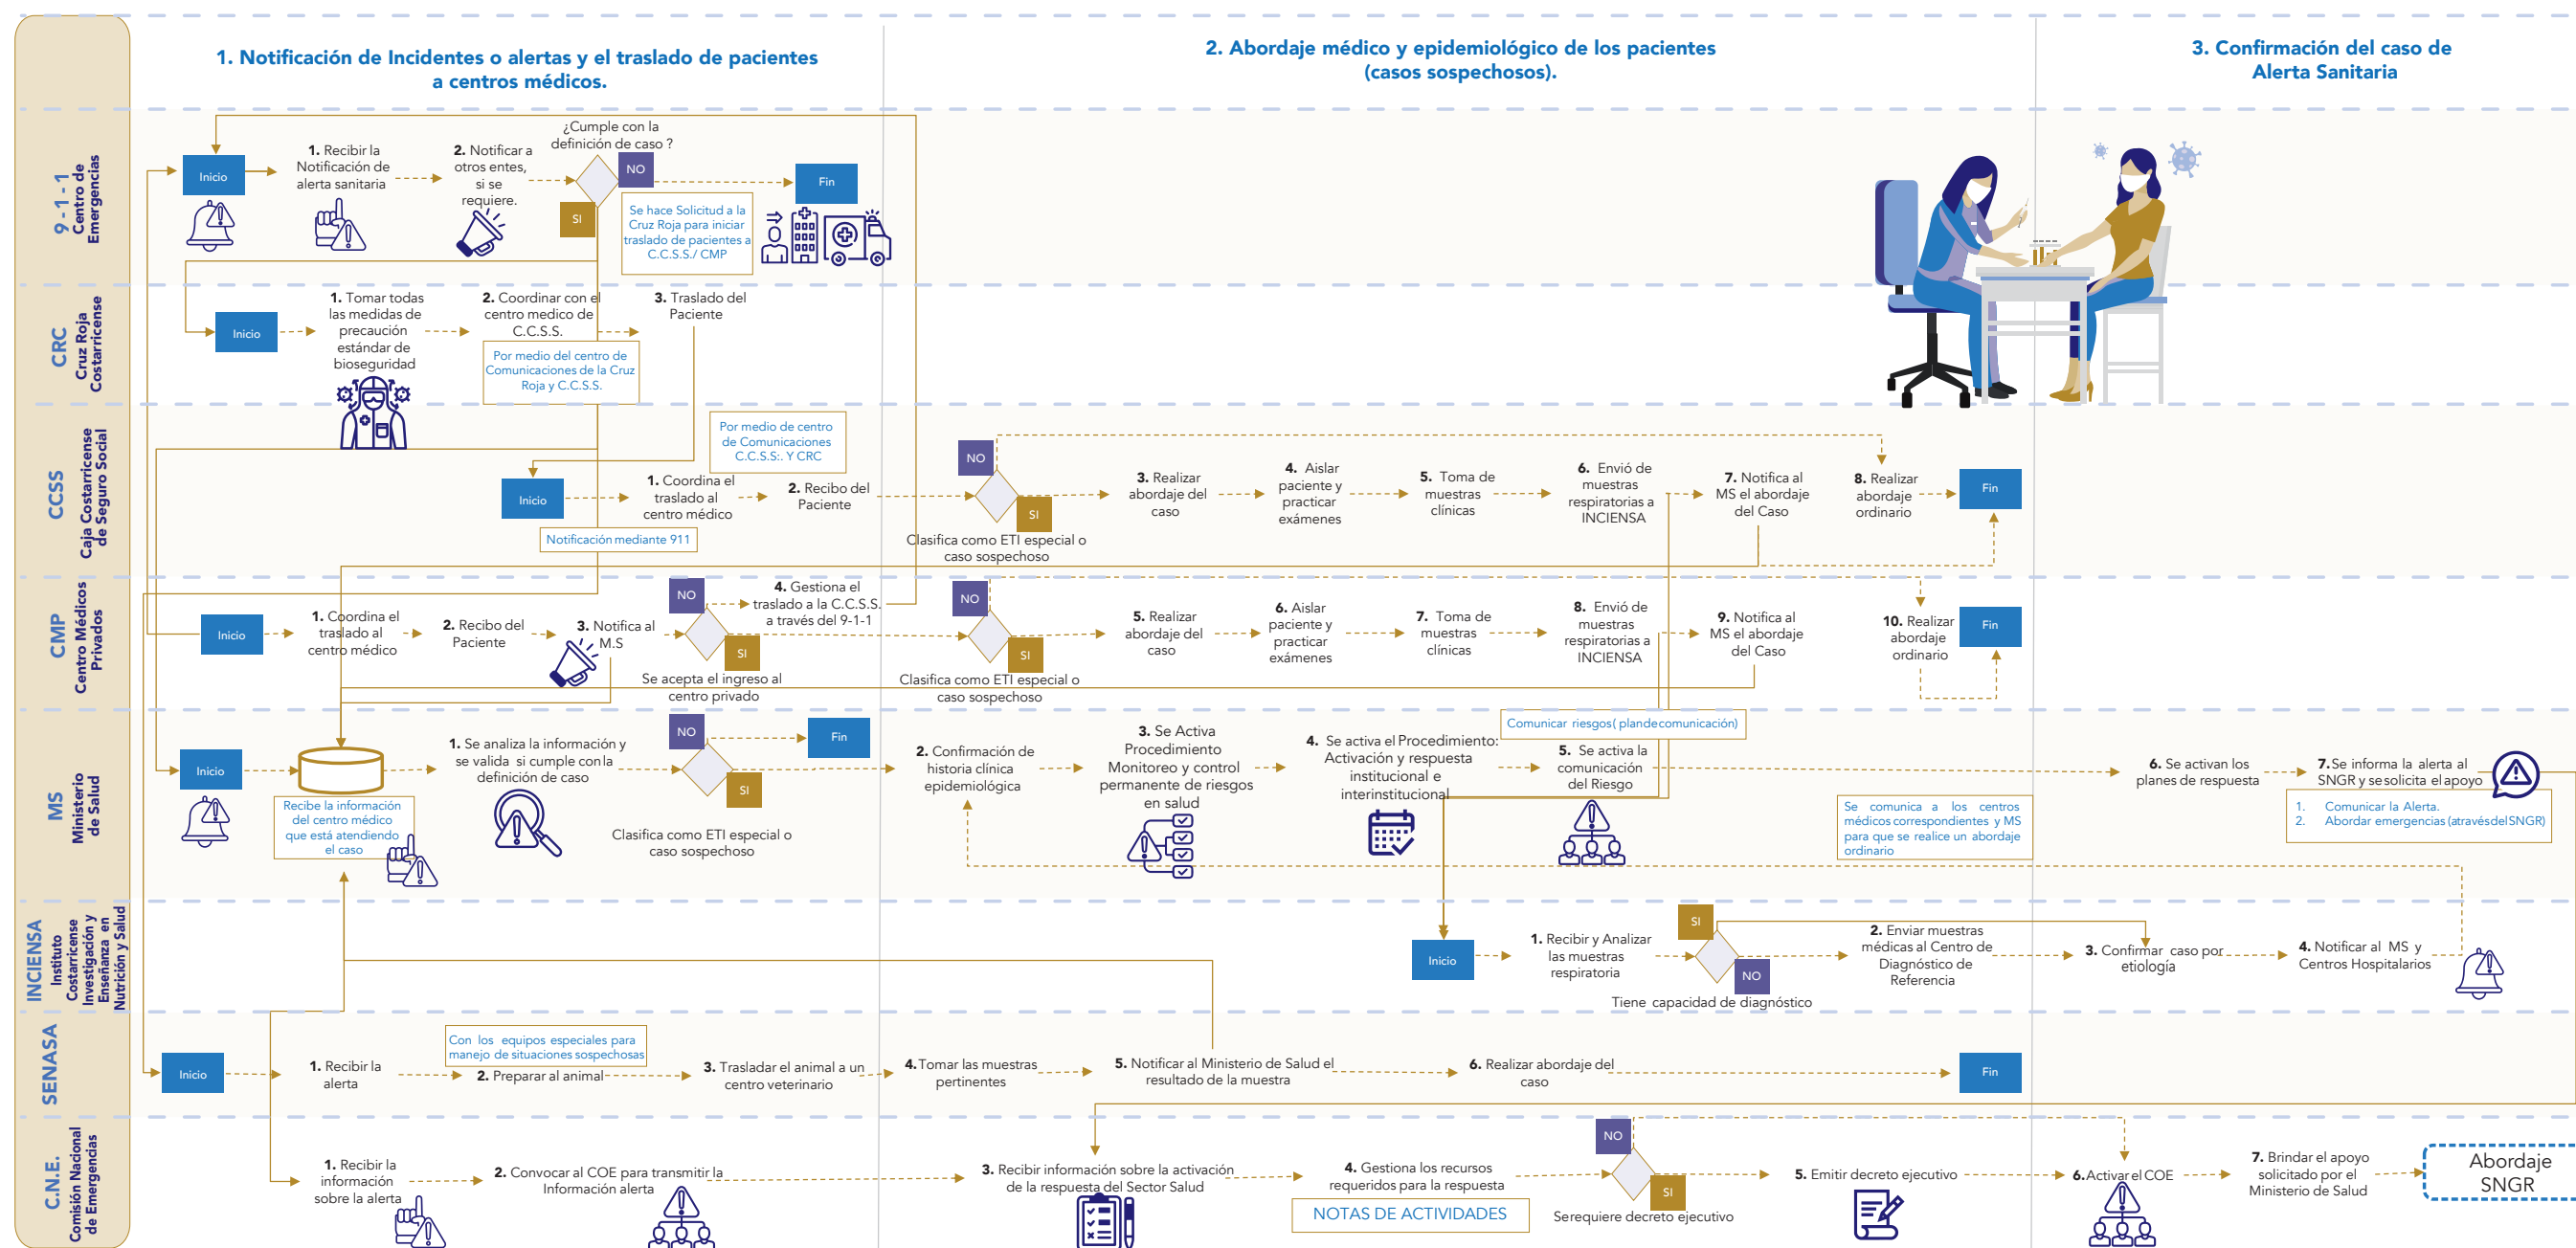 1. Notificación de Incidentes o alertas y el traslado de pacientes
a centros médicos.
2. Abordaje médico y epidemiológico de los pacientes
(casos sospechosos).
3. Confirmación del caso de
Alerta Sanitaria
9 - 1 - 1
Centro de
Emergencias
Inicio
1. Recibir la
Notificación de
alerta sanitaria
2. Notificar a
otros entes,
si se
requiere.
¿Cumple con la
definición de caso ?
NO
SI
Se hace Solicitud a la
Cruz Roja para iniciar
traslado de pacientes a
C.C.S.S./ CMP
Fin
CRC
Cruz Roja
Costarricense
Inicio
1. Tomar todas
las medidas de
precaución
estándar de
bioseguridad
2. Coordinar con el
centro medico de
C.C.S.S.
Por medio del centro de
Comunicaciones de la Cruz
Roja y C.C.S.S.
3. Traslado del
Paciente
CCSS
Caja Costarricense
de Seguro Social
Inicio
Notificación mediante 911
1. Coordina el
traslado al
centro médico
Por medio de centro
de Comunicaciones
C.C.S.S:. Y CRC
2. Recibo del
Paciente
NO
SI
Clasifica como ETI especial o
caso sospechoso
3. Realizar
abordaje del
caso
4. Aislar
paciente y
practicar
exámenes
5. Toma de
muestras
clínicas
6. Envió de
muestras
respiratorias a
INCIENSA
7. Notifica al
MS el abordaje
del Caso
8. Realizar
abordaje
ordinario
Fin
CMP
Centro Médicos
Privados
Inicio
1. Coordina el
traslado al
centro médico
2. Recibo del
Paciente
3. Notifica al
M.S
NO
SI
Se acepta el ingreso al
centro privado
4. Gestiona el
traslado a la C.C.S.S.
a través del 9-1-1
NO
SI
Clasifica como ETI especial o
caso sospechoso
5. Realizar
abordaje del
caso
6. Aislar
paciente y
practicar
exámenes
7. Toma de
muestras
clínicas
8. Envió de
muestras
respiratorias a
INCIENSA
9. Notifica al
MS el abordaje
del Caso
10. Realizar
abordaje
ordinario
Fin
MS
Ministerio
de Salud
Inicio
Recibe la información
del centro médico
que está atendiendo
el caso
1. Se analiza la información y
se valida si cumple con la
definición de caso
NO
SI
Clasifica como ETI especial o
caso sospechoso
Fin
2. Confirmación de
historia clínica
epidemiológica
3. Se Activa
Procedimiento
Monitoreo y control
permanente de riesgos
en salud
4. Se activa el Procedimiento:
Activación y respuesta
institucional e
interinstitucional
Comunicar riesgos( plandecomunicación)
5. Se activa la
comunicación
del Riesgo
Se comunica a los centros
médicos correspondientes y MS
para que se realice un abordaje
ordinario
6. Se activan los
planes de respuesta
7.Se informa la alerta al
SNGR y se solicita el apoyo
1. Comunicar la Alerta.
2. Abordar emergencias (através del SNGR)
INCIENSA
Instituto
Costarricense
Investigación y
Enseñanza en
Nutrición y Salud
Inicio
1. Recibir y Analizar
las muestras
respiratoria
SI
NO
Tiene capacidad de diagnóstico
2. Enviar muestras
médicas al Centro de
Diagnóstico de
Referencia
3. Confirmar caso por
etiología
4. Notificar al MS y
Centros Hospitalarios
SENASA
Inicio
1. Recibir la
alerta
Con los equipos especiales para
manejo de situaciones sospechosas
2. Preparar al animal
3. Trasladar el animal a un
centro veterinario
4.Tomar las muestras
pertinentes
5. Notificar al Ministerio de Salud el
resultado de la muestra
6. Realizar abordaje del
caso
Fin
C.N.E.
Comisión Nacional
de Emergencias
1. Recibir la
información
sobre la alerta
2. Convocar al COE para transmitir la
Información alerta
3. Recibir información sobre la activación
de la respuesta del Sector Salud
4. Gestiona los recursos
requeridos para la respuesta
NOTAS DE ACTIVIDADES
NO
SI
Serequiere decreto ejecutivo
5. Emitir decreto ejecutivo
6.Activar el COE
7. Brindar el apoyo
solicitado por el
Ministerio de Salud
Abordaje
SNGR